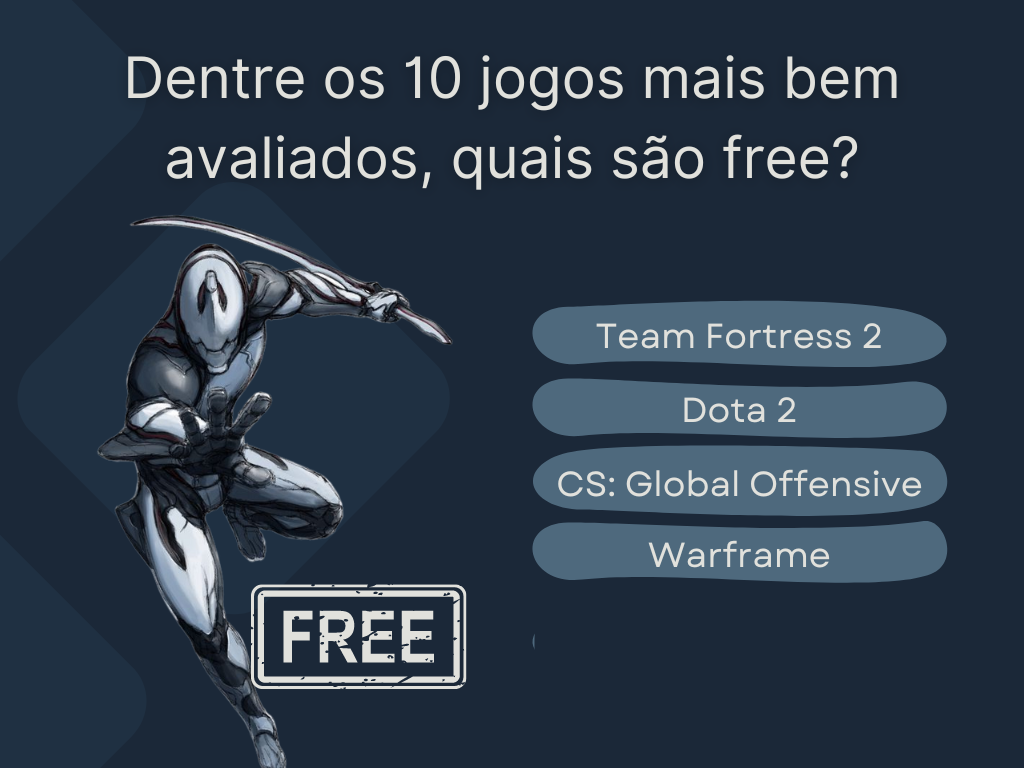 Dentre os 10 jogos mais bem
avaliados, quais são free?
Team Fortress 2
Dota 2
CS: Global Offensive
Warframe
FREE